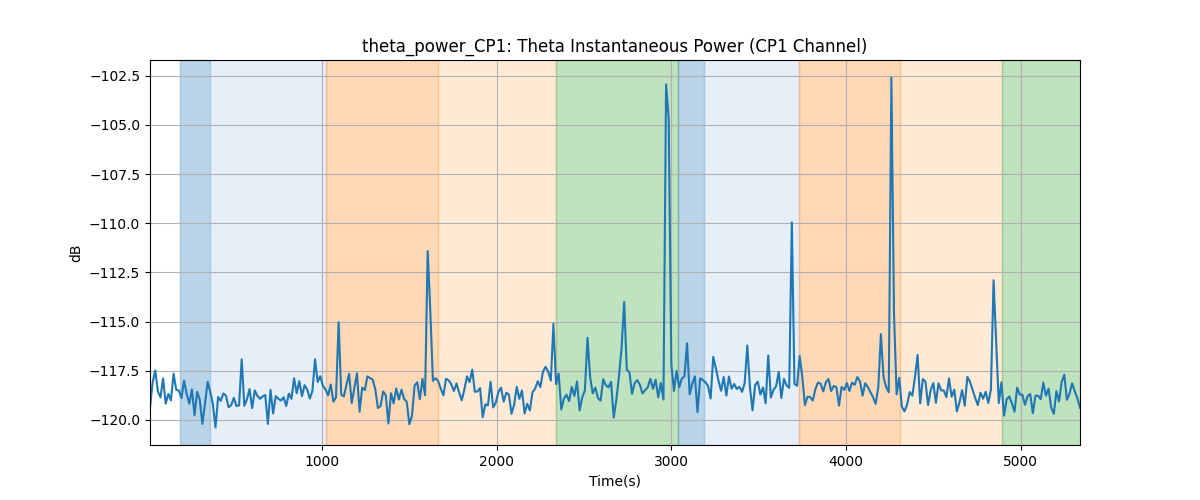 theta_power_CP1: Theta Instantaneous Power (CP1 Channel)
−102.5
−105.0
−107.5
−110.0
−112.5
−115.0
−117.5
−120.0
dB
1000 2000 3000 4000 5000
Time(s)